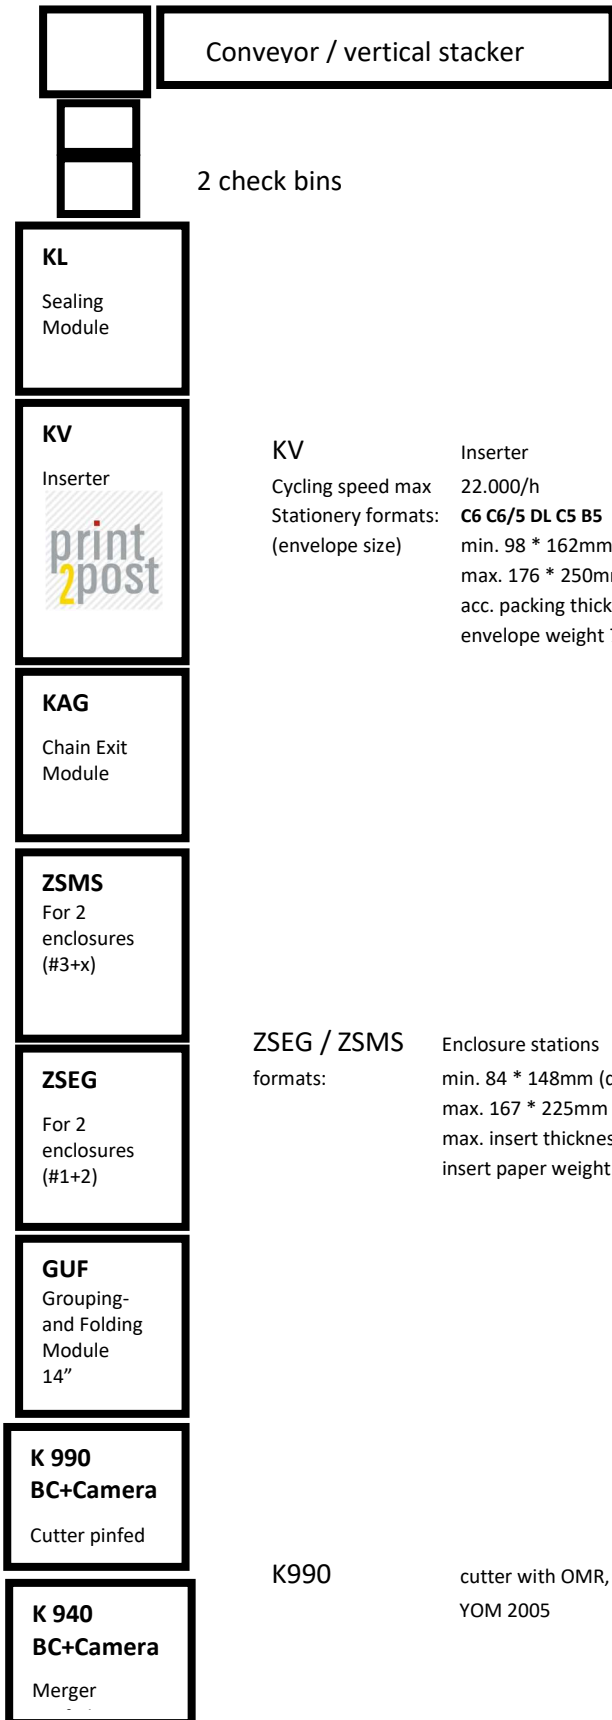 Conveyor / vertical stacker
2 check bins
KL
Sealing
Module
KV
Inserter
print
2post
KV Inserter
Cycling speed max 22.000/h
Stationery formats: C6 C6/5 DL C5 B5
(envelope size) min. 98 * 162mm
max. 176 * 250m
acc. packing thick
envelope weight
KAG
Chain Exit
Module
ZSMS
For 2
enclosures
(#3+x)
ZSEG / ZSMS Enclosure stations
formats: min. 84 * 148mm
max. 167 * 225mm
max. insert thicknes
insert paper weight
ZSEG
For 2
enclosures
(#1+2)
GUF
Grouping-
and Folding
Module
14”
K 990
BC+Camera
Cutter pinfed
K990 cutter with OMR,
YOM 2005
K 940
BC+Camera
Merger